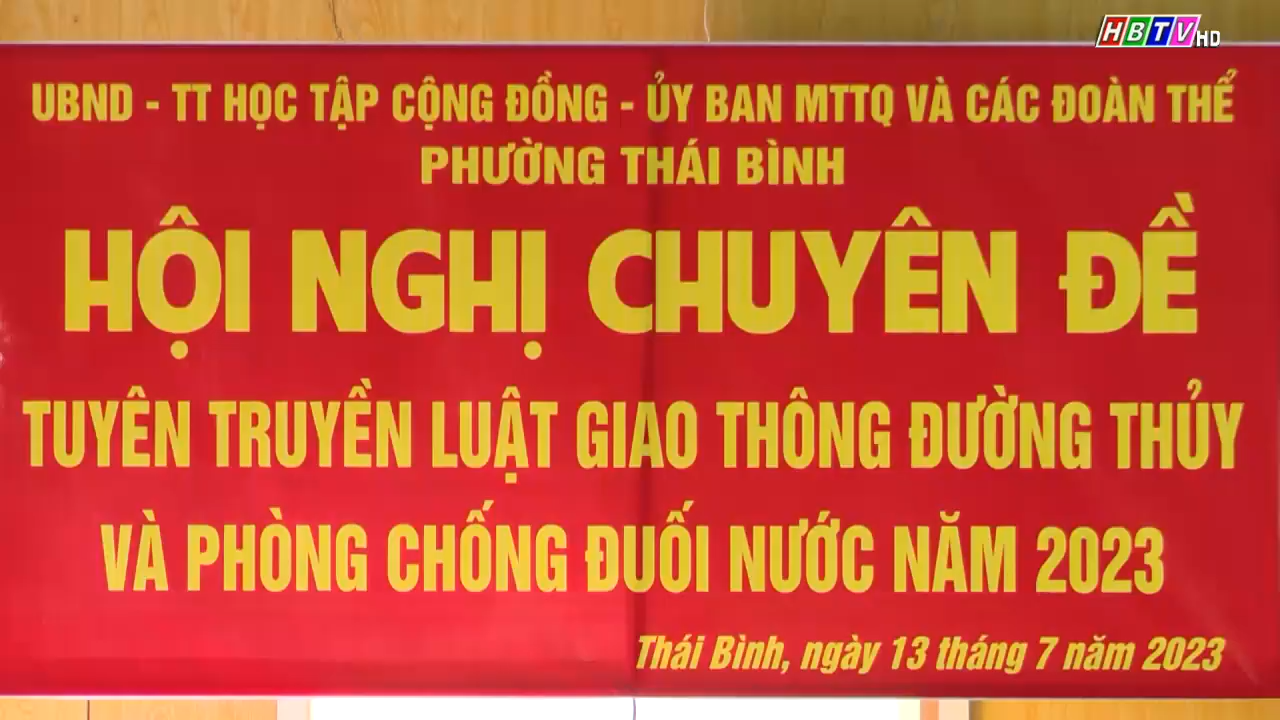 HBTV HD
UBND - TT HỌC TẬP CỘNG ĐỒNG - ỦY BAN MTTQ VÀ CÁC ĐOÀN THỂ
PHƯỜNG THÁI BÌNH
HỘI NGHỊ CHUYÊN ĐỀ
TUYÊN TRUYỀN LUẬT GIAO THÔNG ĐƯỜNG THỦY
VÀ PHÒNG CHỐNG ĐUỐI NƯỚC NĂM 2023
Thái Bình, ngày 13 tháng 7 năm 2023